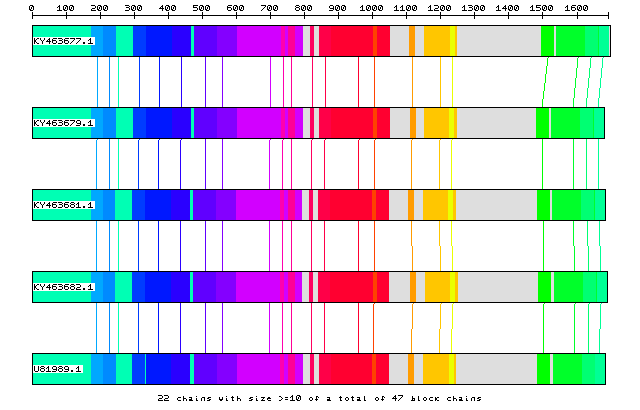 0 100 200 300 400 500 600 700 800 900 1000 1100 1200 1300 1400 1500 1600
KY463677.1
KY463679.1
KY463681.1
KY463682.1
U81989.1
22 chains with size >=10 of a total of 47 block chains